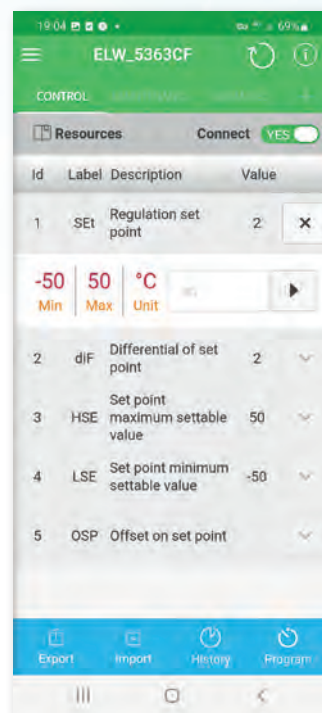 19:04 69%
ELW_5363CF
CONTROL
Resources Connect YES
Id Label Description Value
1 SEt Regulation set point 2
-50 50 °C
Min Max Unit
2 diF Differential of set point 2
3 HSE Set point maximum settable value 50
4 LSE Set point minimum settable value -50
5 OSP Offset on set point
Export Import History Program